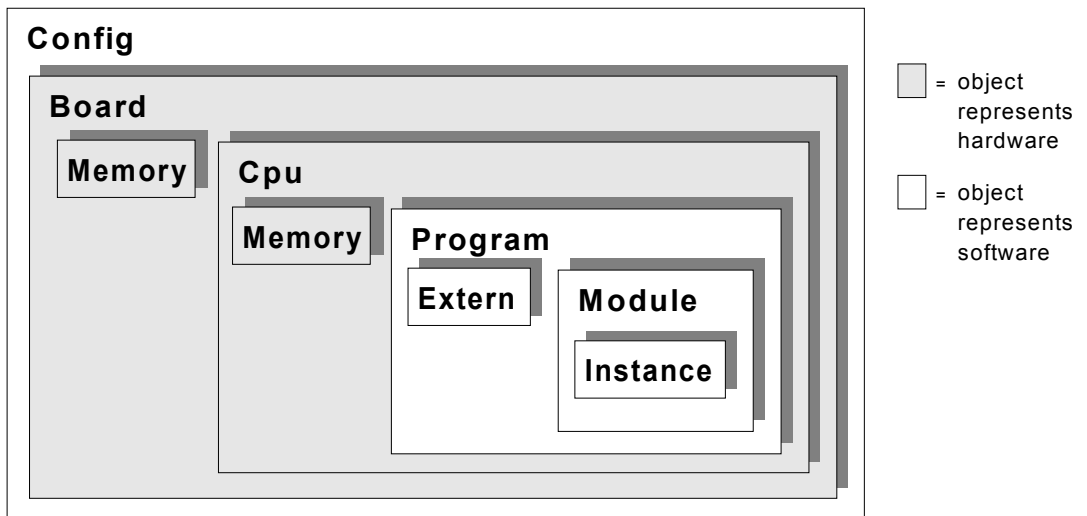 Config
Board
Memory
Cpu
Memory
Program
Extern
Module
Instance
= object
represents
hardware
= object
represents
software